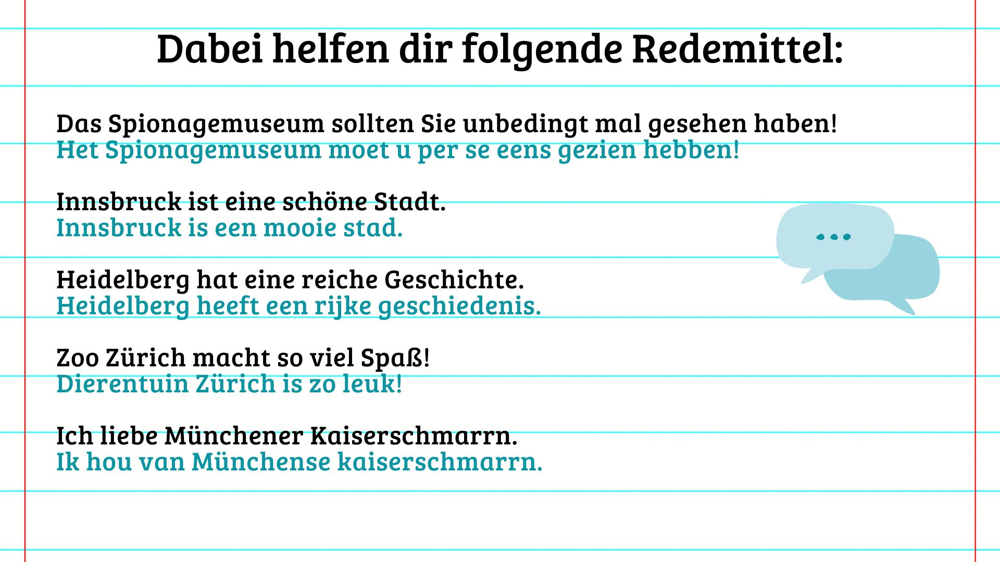 Dabei helfen dir folgende Redemittel:
Das Spionagemuseum sollten Sie unbedingt mal gesehen haben!
Het Spionagemuseum moet u per se eens gezien hebben!
Innsbruck ist eine schöne Stadt.
Innsbruck is een mooie stad.
Heidelberg hat eine reiche Geschichte.
Heidelberg heeft een rijke geschiedenis.
Zoo Zürich macht so viel Spaß!
Dierentuin Zürich is zo leuk!
Ich liebe Münchener Kaiserschmarrn.
Ik hou van Münchense kaiserschmarrn.